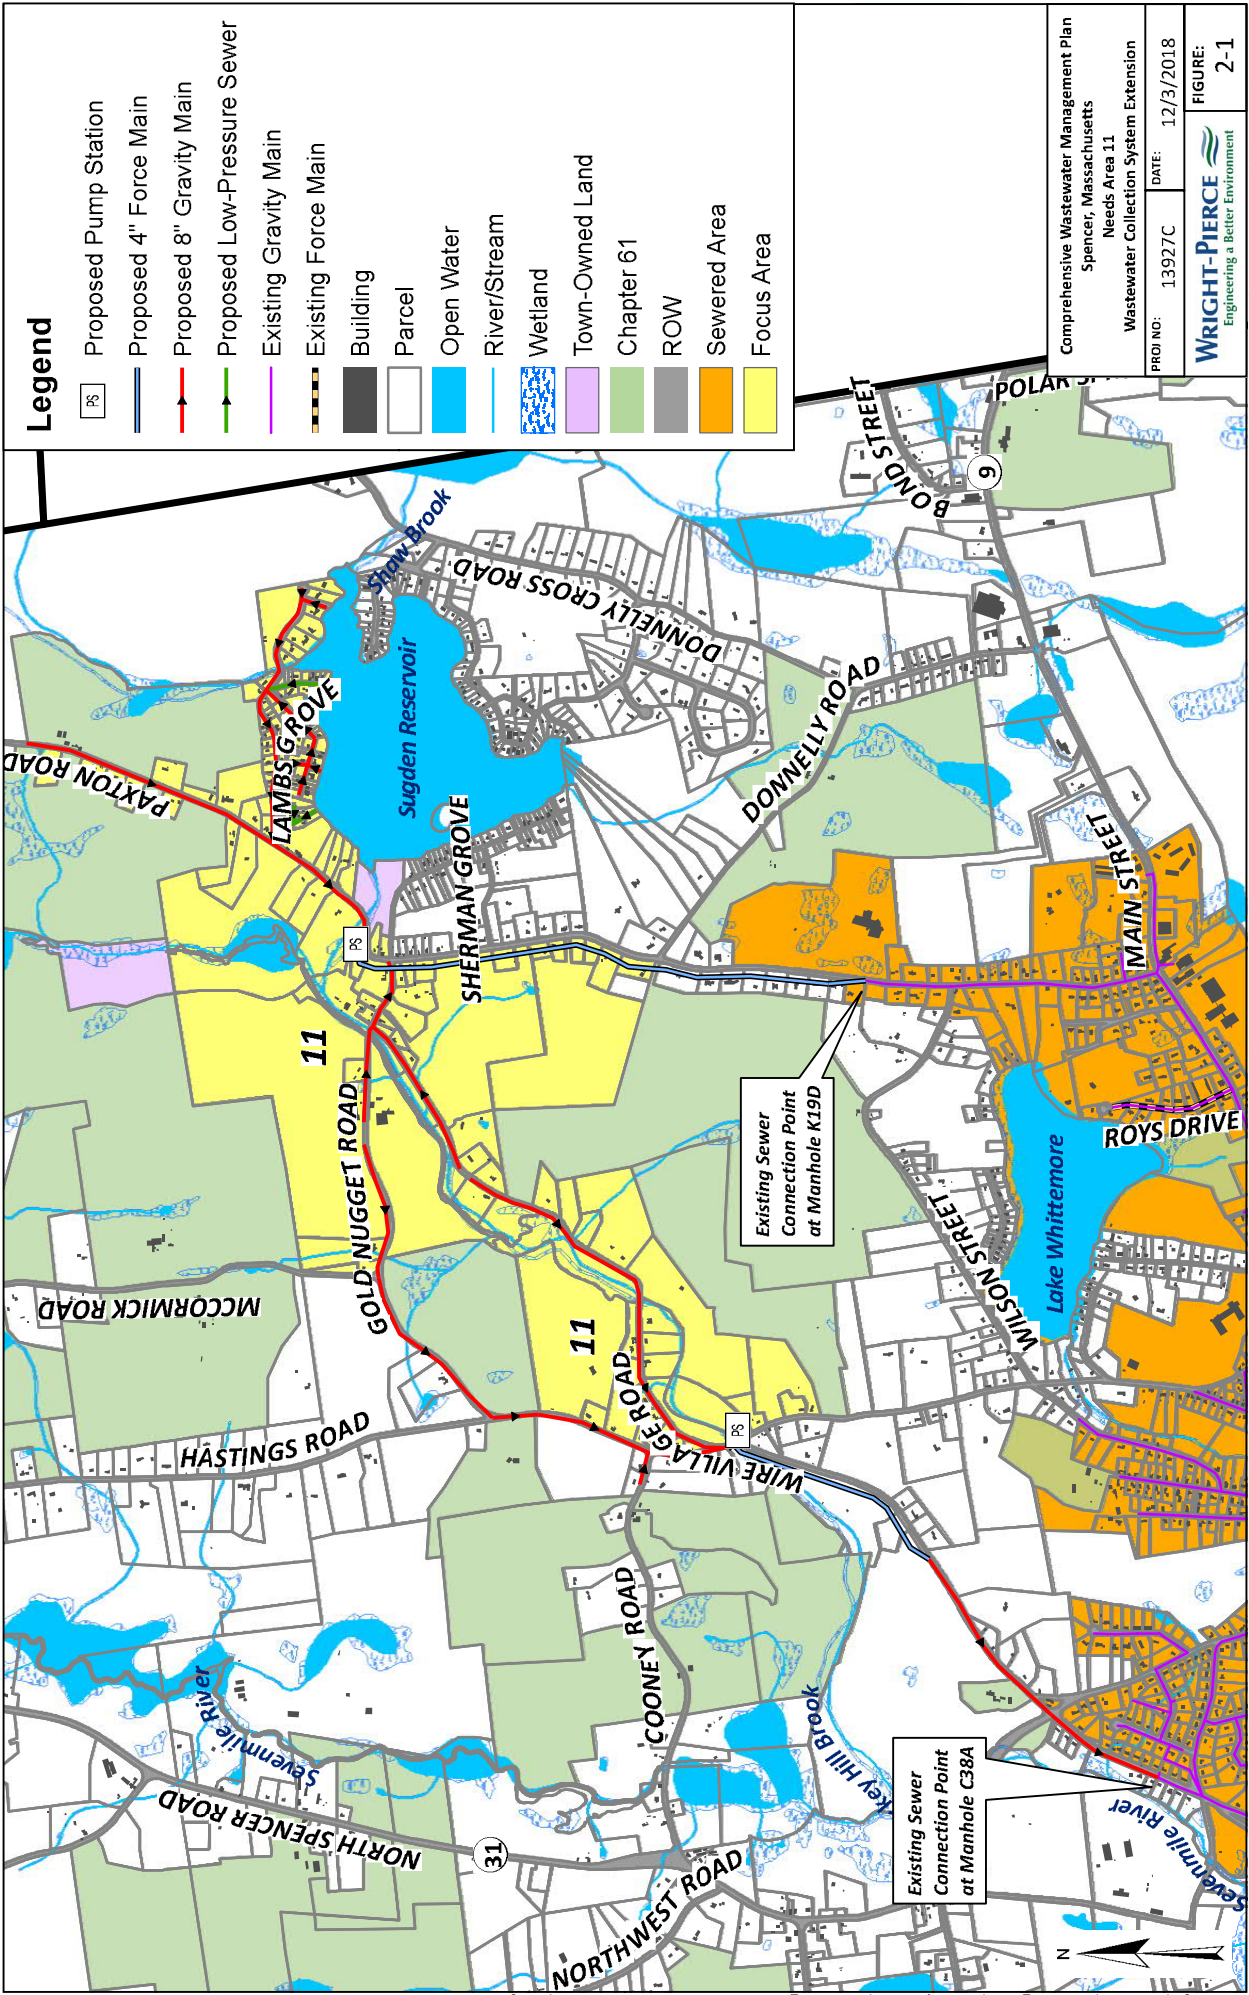 Legend
PS
Proposed Pump Station
Proposed 4" Force Main
Proposed 8" Gravity Main
Proposed Low-Pressure Sewer
Existing Gravity Main
Existing Force Main
Building
Parcel
Open Water
River/Stream
Wetland
Town-Owned Land
Chapter 61
ROW
Sewered Area
Focus Area
Comprehensive Wastewater Management Plan
Spencer, Massachusetts
Needs Area 11
Wastewater Collection System Extension
PROJ NO:
13927C
DATE:
12/3/2018
WRIGHT-PIERCE
Engineering a Better Environment
FIGURE:
2-1
PAXTON ROAD
LAMBS GROVE
Shaw Brook
Sugden Reservoir
DONNELLY CROSS ROAD
BOND STREET
9
DONNELLY ROAD
SHERMAN GROVE
PS
11
GOLD NUGGET ROAD
MCCORMICK ROAD
HASTINGS ROAD
11
WIRE VILLAGE ROAD
PS
MAIN STREET
ROYS DRIVE
Lake Whittemore
WILSON STREET
Existing Sewer
Connection Point
at Manhole K19D
COONEY ROAD
Sevenmile River
NORTH SPENCER ROAD
31
NORTHWEST ROAD
Existing Sewer
Connection Point
at Manhole C38A
Sevenmile River
N